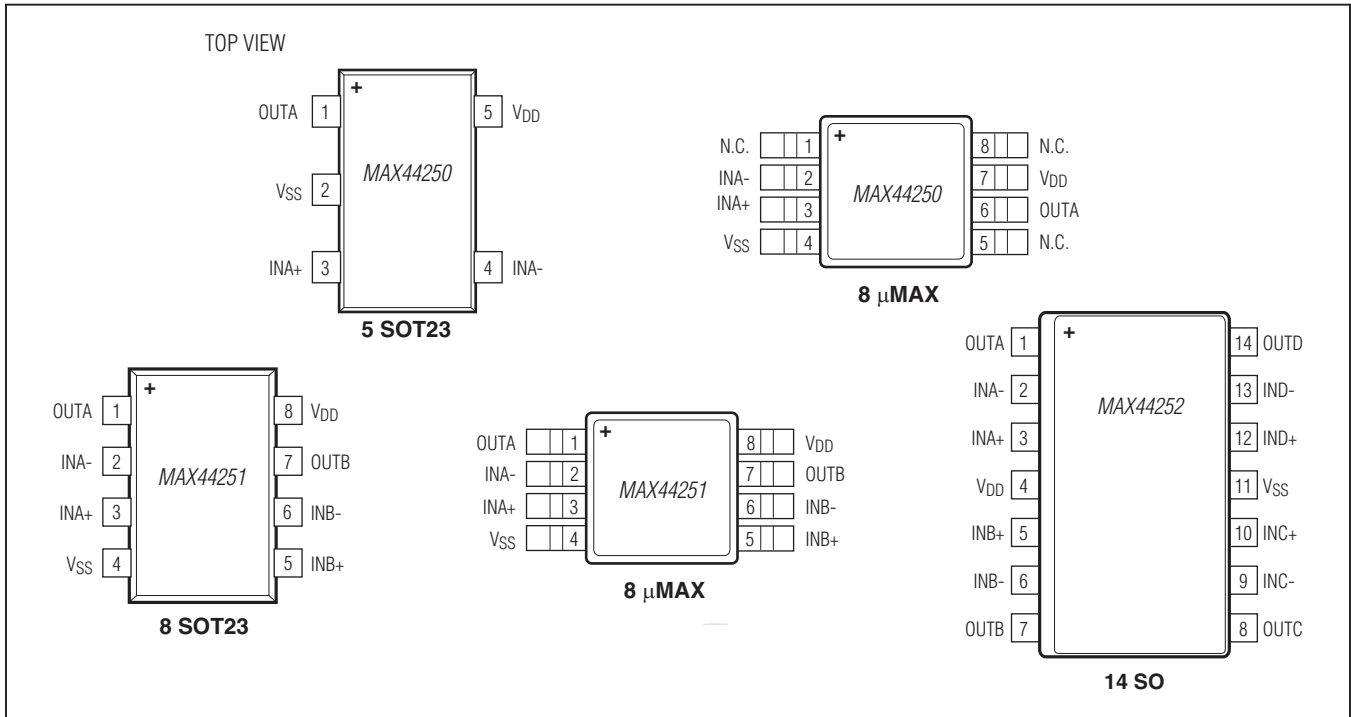 TOP VIEW
+
OUTA 1
5 VDD
MAX44250
VSS 2
INA+ 3
4 INA-
5 SOT23
+
N.C. 1
8 N.C.
INA- 2
7 VDD
MAX44250
INA+ 3
6 OUTA
VSS 4
5 N.C.
8 μMAX
+
OUTA 1
8 VDD
INA- 2
7 OUTB
MAX44251
INA+ 3
6 INB-
VSS 4
5 INB+
8 SOT23
+
OUTA 1
8 VDD
INA- 2
7 OUTB
MAX44251
INA+ 3
6 INB-
VSS 4
5 INB+
8 μMAX
+
OUTA 1
14 OUTD
INA- 2
13 IND-
MAX44252
INA+ 3
12 IND+
VDD 4
11 VSS
INB+ 5
10 INC+
INB- 6
9 INC-
OUTB 7
8 OUTC
14 SO